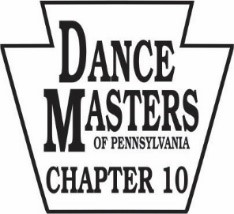 DANCE
MASTERS
OF PENNSYLVANIA
CHAPTER 10